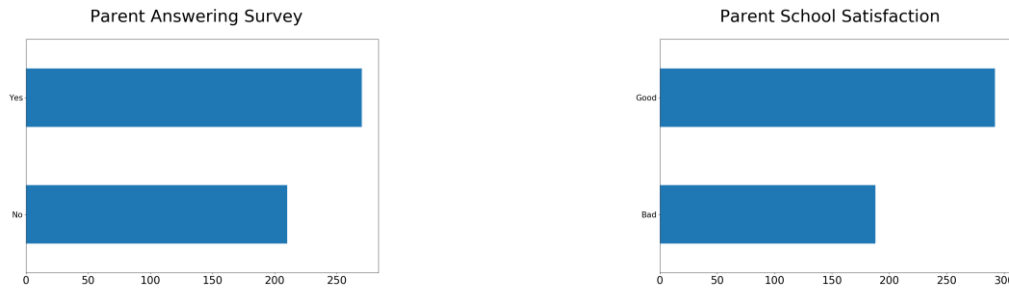 Parent Answering Survey
Parent School Satisfaction
Yes
No
0 50 100 150 200 250
Good
Bad
0 50 100 150 200 250 300